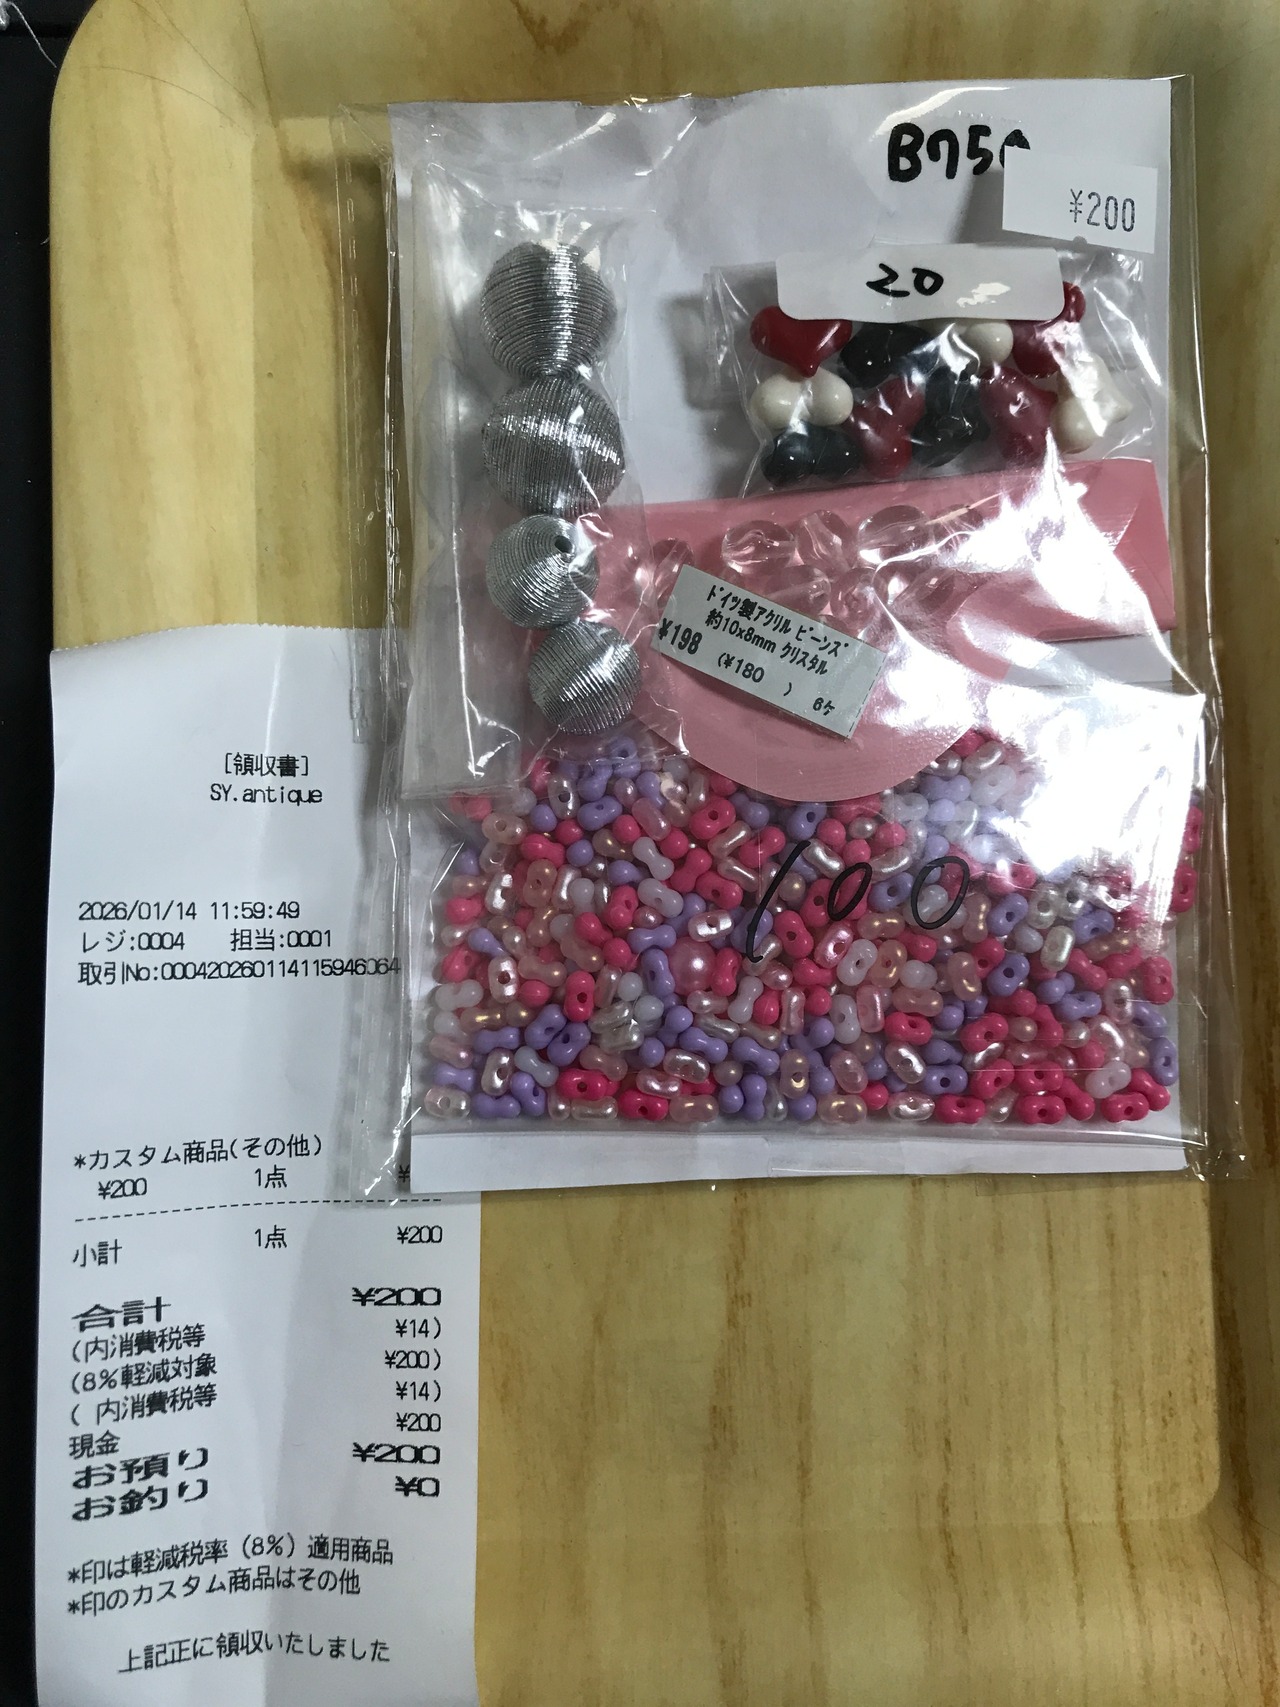 B75
¥200
20
ドイツ製アクリル ビーンズ
約10x8mm クリスタル
¥198 (¥180 ) 6ケ
100
[領収書]
SY.antique
2026/01/14 11:59:49
レジ:0004 担当:0001
取引No:000420260114115946064
*カスタム商品(その他)
¥200 1点 ¥
小計 1点 ¥200
合計 ¥200
(内消費税等 ¥14)
(8%軽減対象 ¥200)
( 内消費税等 ¥14)
現金 ¥200
お預り ¥200
お釣り ¥0
*印は軽減税率(8%)適用商品
*印のカスタム商品はその他
上記正に領収いたしました